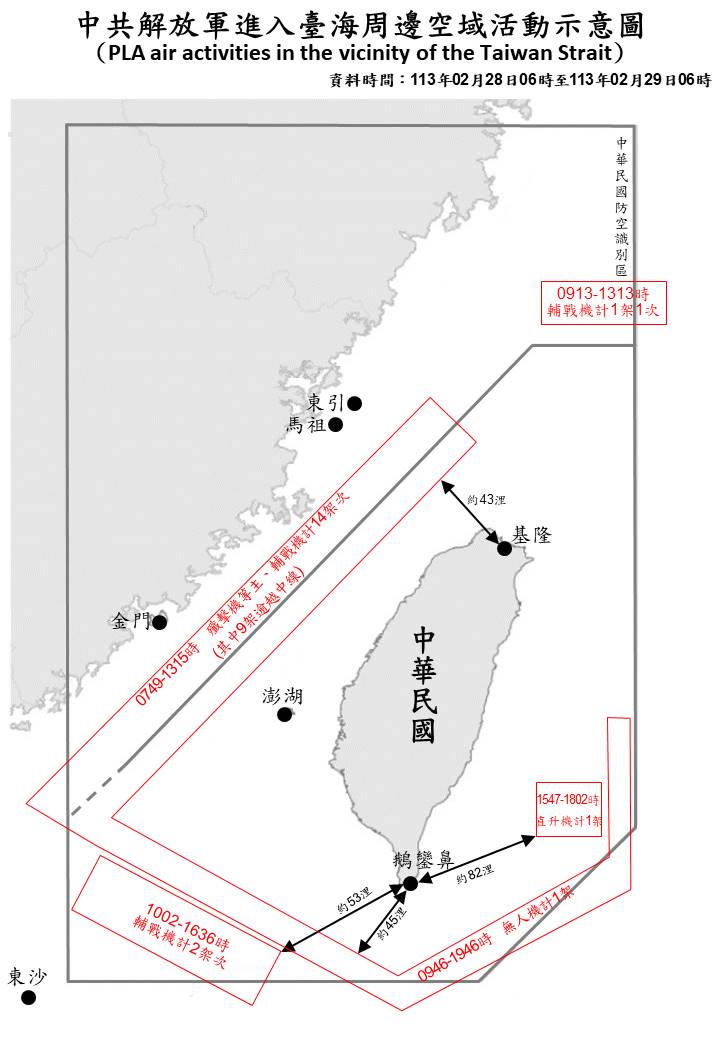 中共解放軍進入臺海周邊空域活動示意圖
（PLA air activities in the vicinity of the Taiwan Strait）
資料時間：113年02月28日06時至113年02月29日06時
中華民國防空識別區
0913-1313時
輔戰機計1架1次
東引
馬祖
約43浬
基隆
0749-1315時 殲擊機等主、輔戰機計14架次
(其中9架逾越中線)
金門
中華民國
澎湖
1547-1802時
直升機計1架
鵝鑾鼻
約82浬
約53浬
約45浬
0946-1946時 無人機計1架
1002-1636時
輔戰機計2架次
東沙